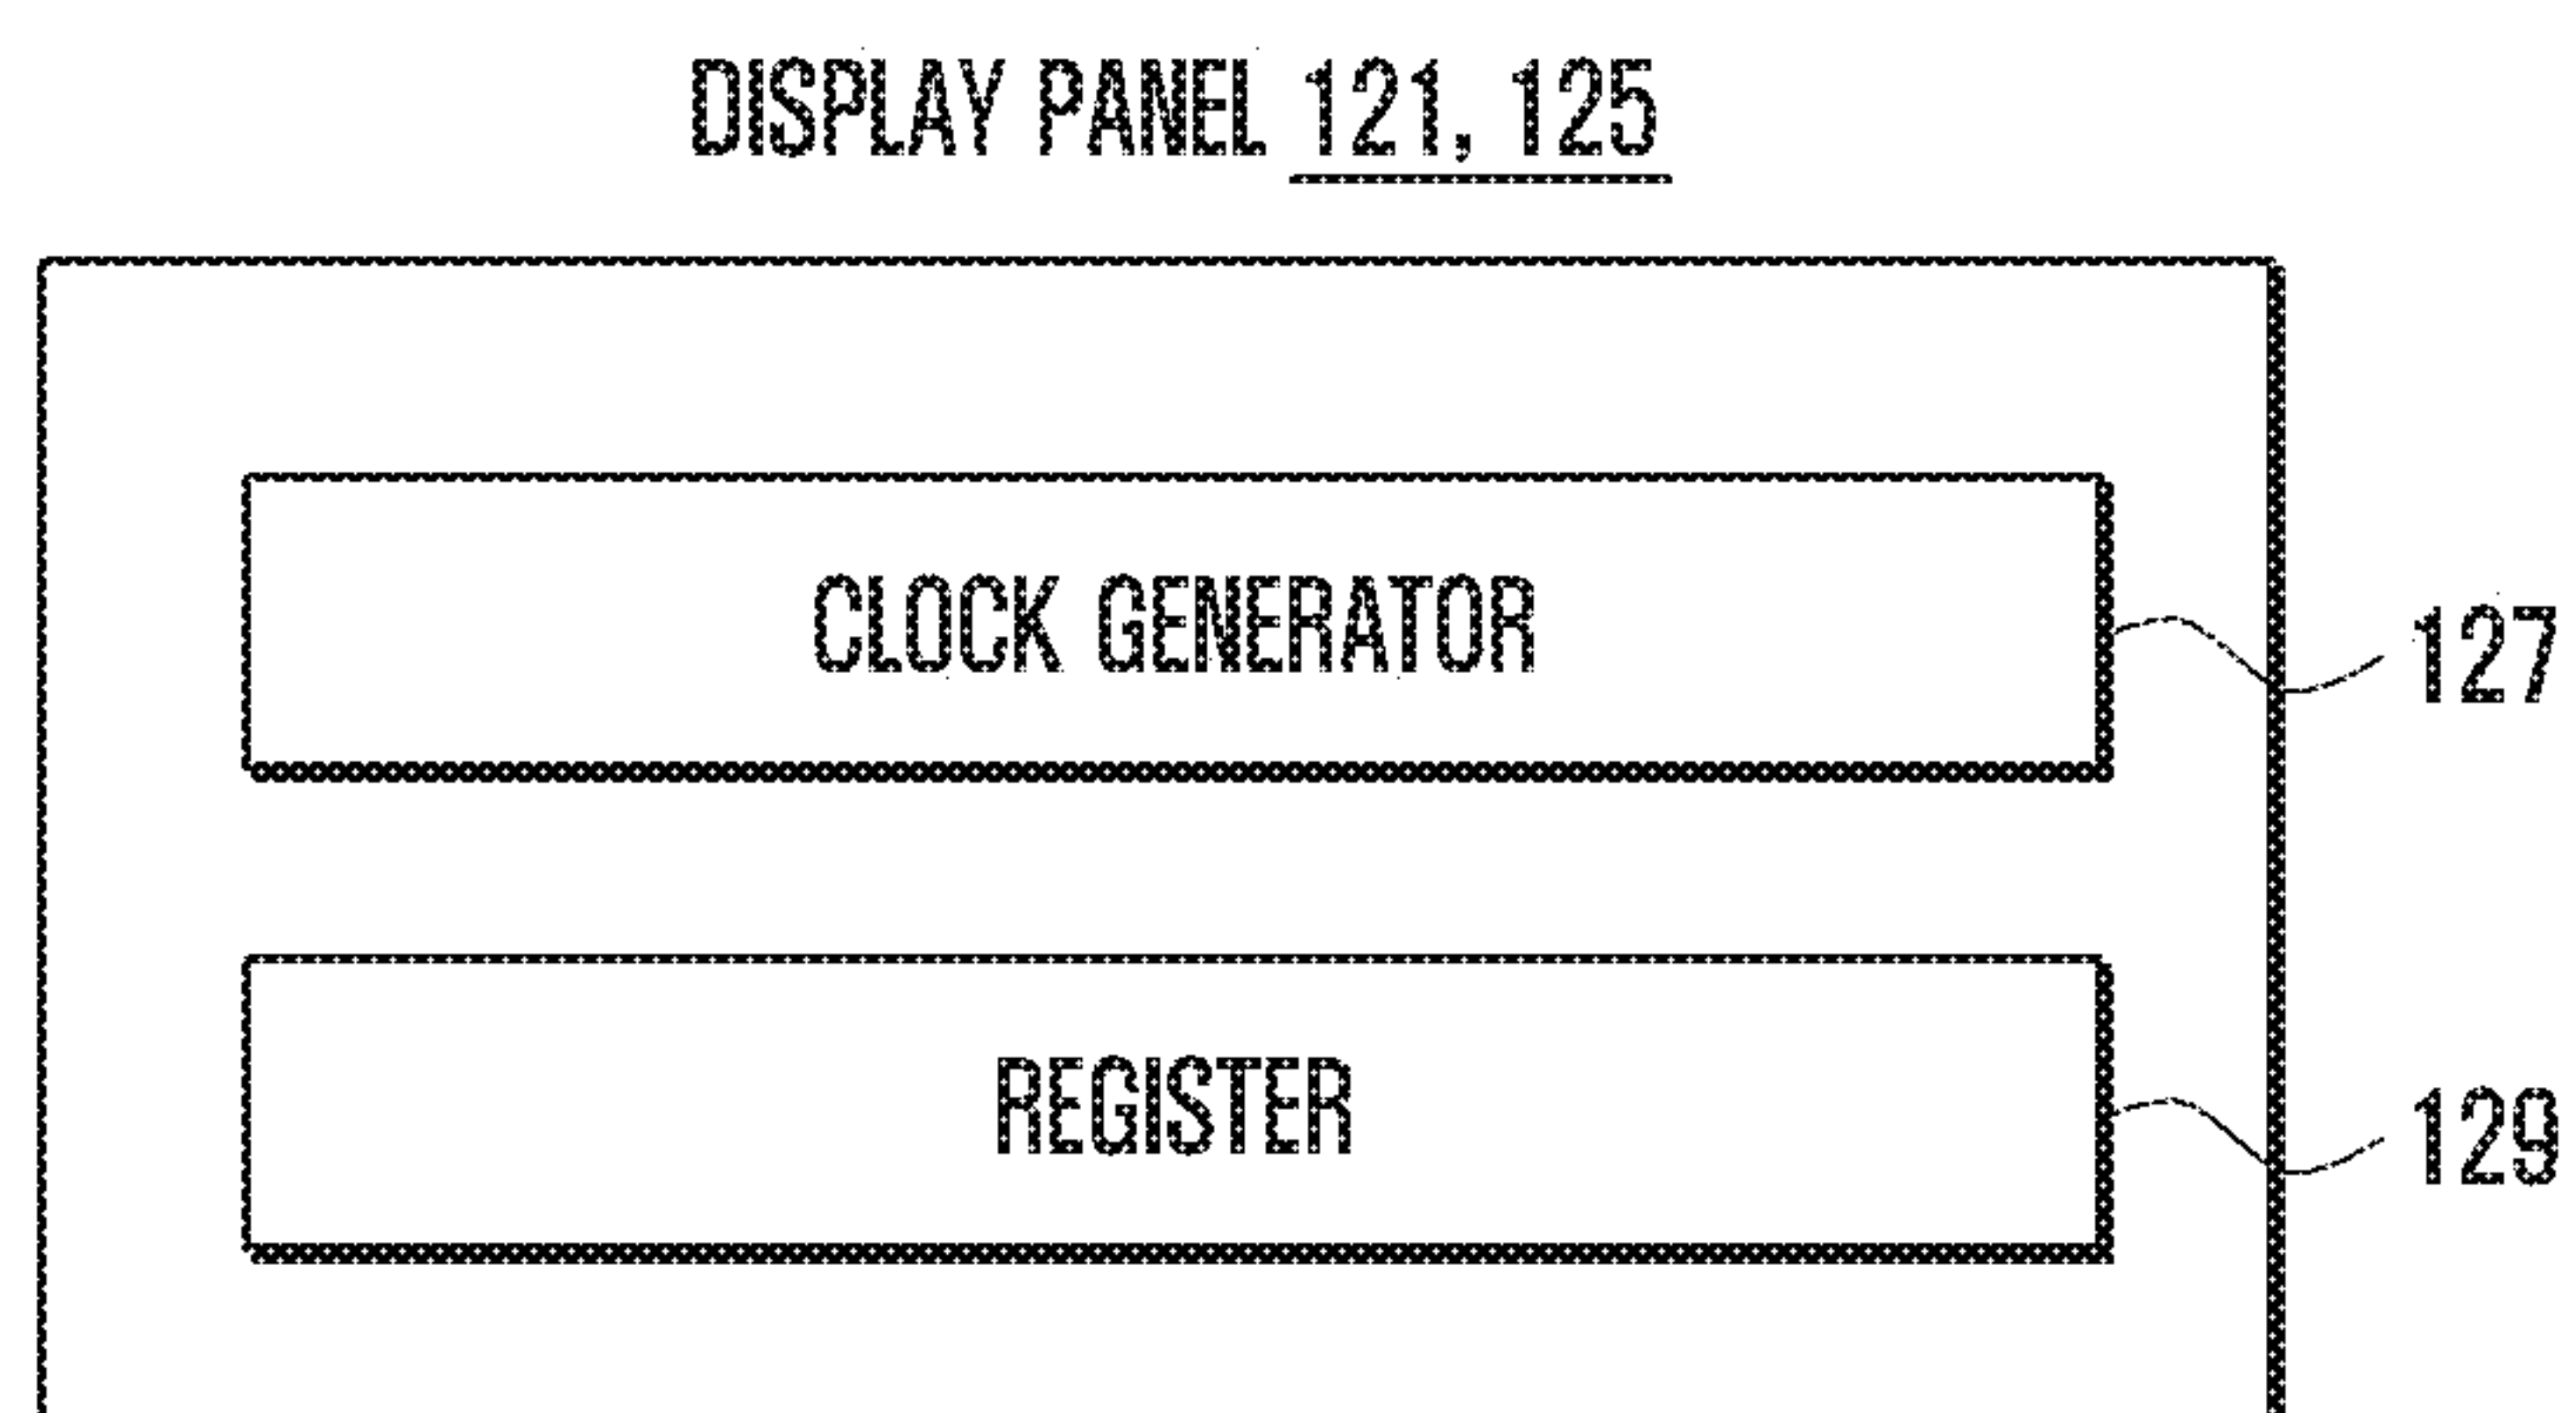 DISPLAY PANEL 121, 125
CLOCK GENERATOR
127
REGISTER
129